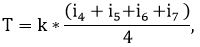 T = k * (i₄ + i₅+i₆+i₇ ) / 4 ,